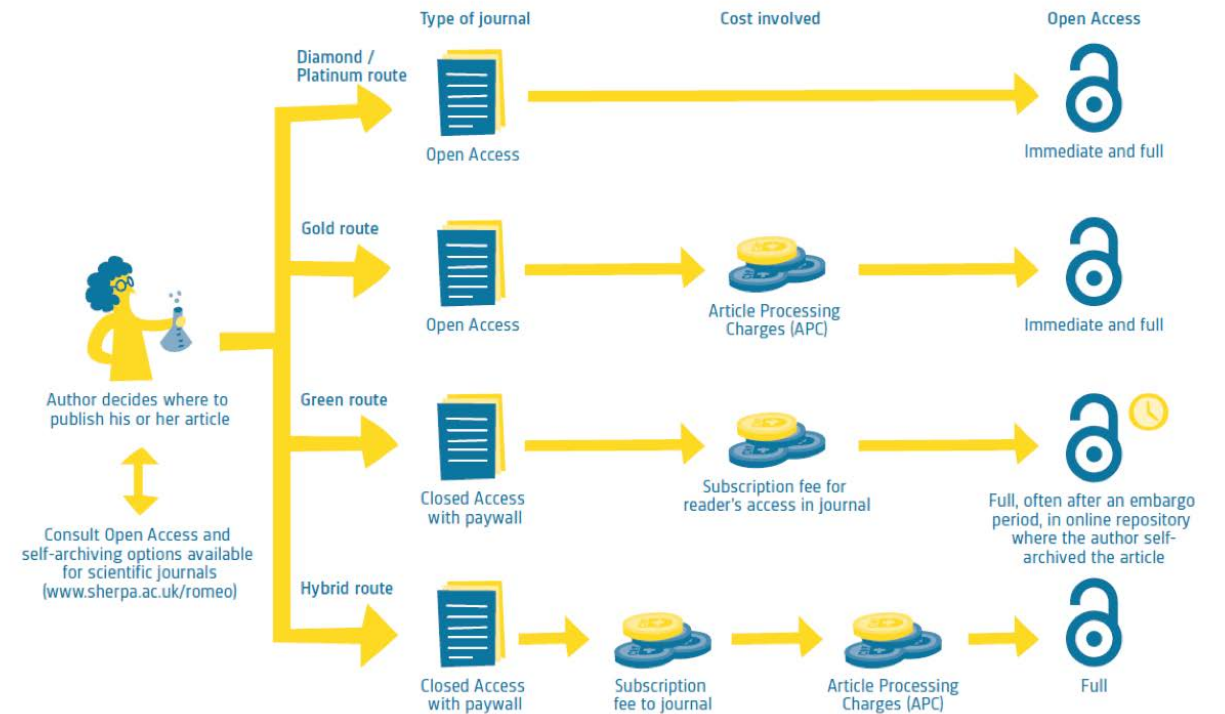 Type of journal
Cost involved
Open Access
Diamond /
Platinum route
Open Access
Immediate and full
Gold route
Open Access
Article Processing
Charges (APC)
Immediate and full
Author decides where to
publish his or her article
Consult Open Access and
self-archiving options available
for scientific journals
(www.sherpa.ac.uk/romeo)
Green route
Closed Access
with paywall
Subscription fee for
reader's access in journal
Full, often after an embargo
period, in online repository
where the author self-
archived the article
Hybrid route
Closed Access
with paywall
Subscription
fee to journal
Article Processing
Charges (APC)
Full